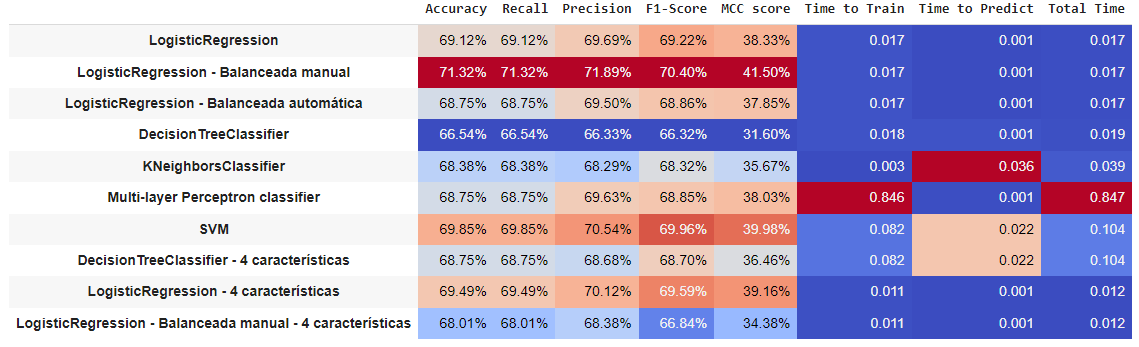 Accuracy Recall Precision F1-Score MCC score Time to Train Time to Predict Total Time
LogisticRegression 69.12% 69.12% 69.69% 69.22% 38.33% 0.017 0.001 0.017
LogisticRegression - Balanceada manual 71.32% 71.32% 71.89% 70.40% 41.50% 0.017 0.001 0.017
LogisticRegression - Balanceada automática 68.75% 68.75% 69.50% 68.86% 37.85% 0.017 0.001 0.017
DecisionTreeClassifier 66.54% 66.54% 66.33% 66.32% 31.60% 0.018 0.001 0.019
KNeighborsClassifier 68.38% 68.38% 68.29% 68.32% 35.67% 0.003 0.036 0.039
Multi-layer Perceptron classifier 68.75% 68.75% 69.63% 68.85% 38.03% 0.846 0.001 0.847
SVM 69.85% 69.85% 70.54% 69.96% 39.98% 0.082 0.022 0.104
DecisionTreeClassifier - 4 características 68.75% 68.75% 68.68% 68.70% 36.46% 0.082 0.022 0.104
LogisticRegression - 4 características 69.49% 69.49% 70.12% 69.59% 39.16% 0.011 0.001 0.012
LogisticRegression - Balanceada manual - 4 características 68.01% 68.01% 68.38% 66.84% 34.38% 0.011 0.001 0.012